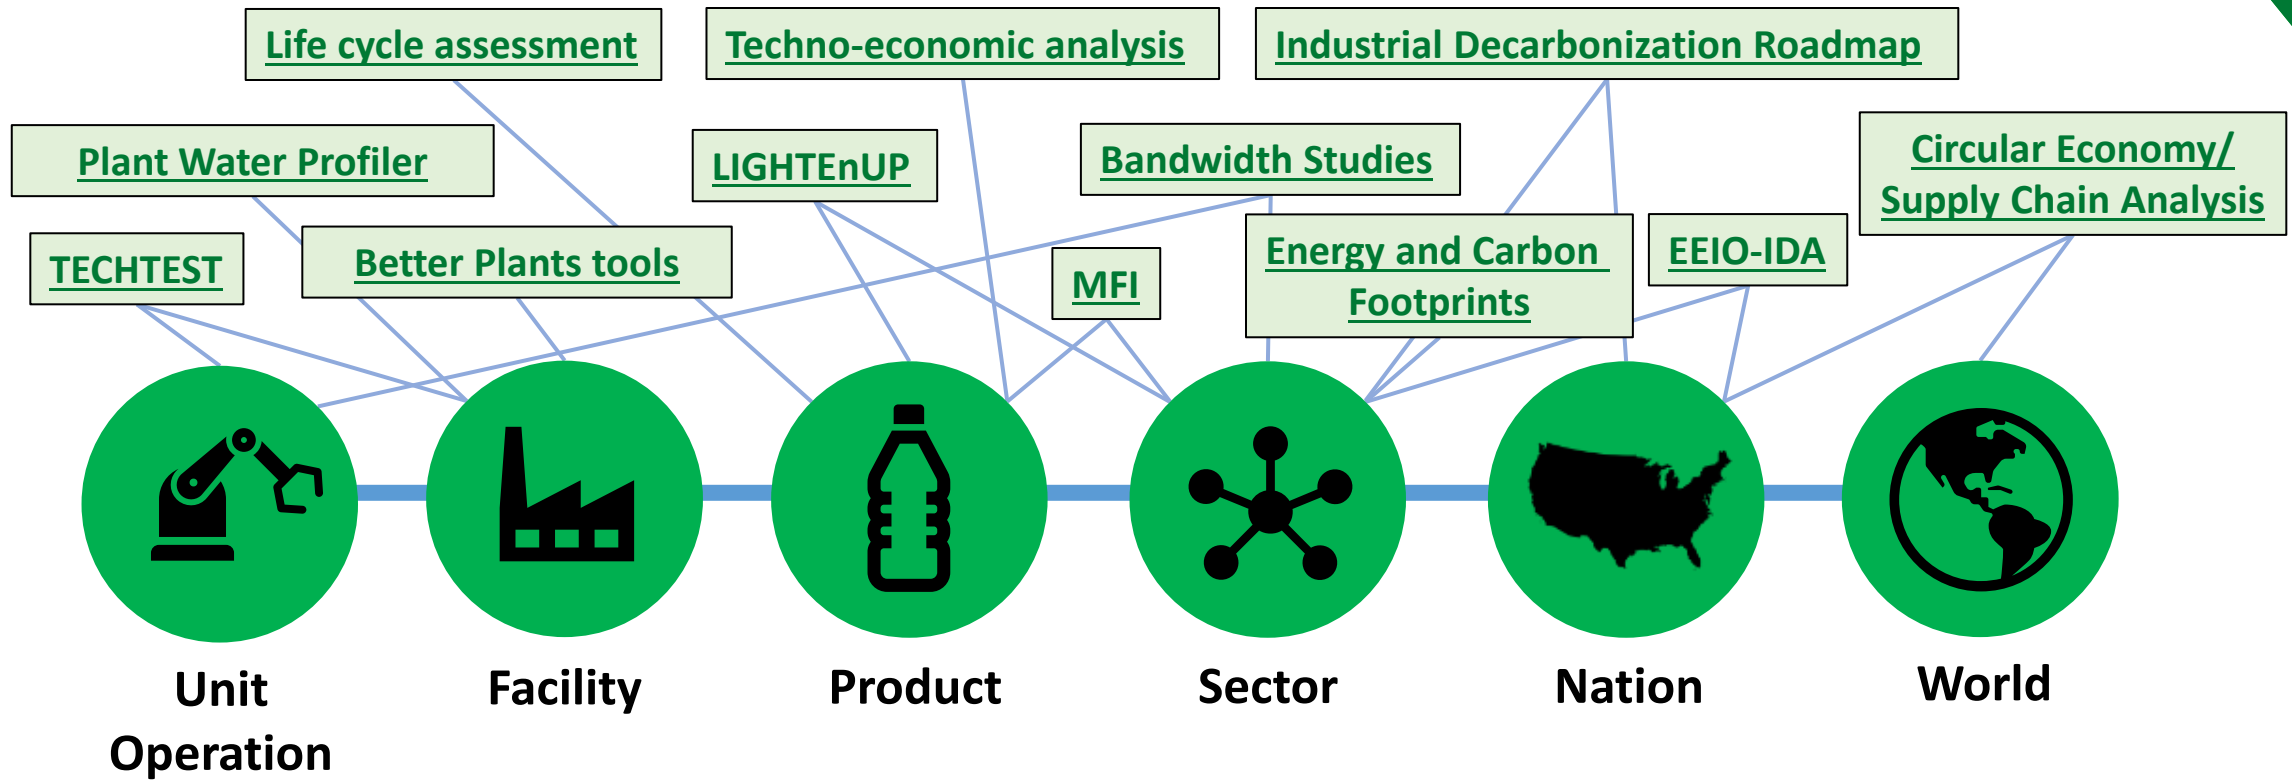 Life cycle assessment
Techno-economic analysis
Industrial Decarbonization Roadmap
Plant Water Profiler
LIGHTEnUP
Bandwidth Studies
Circular Economy/
Supply Chain Analysis
TECHTEST
Better Plants tools
MFI
Energy and Carbon
Footprints
EEIO-IDA
Unit
Operation
Facility
Product
Sector
Nation
World